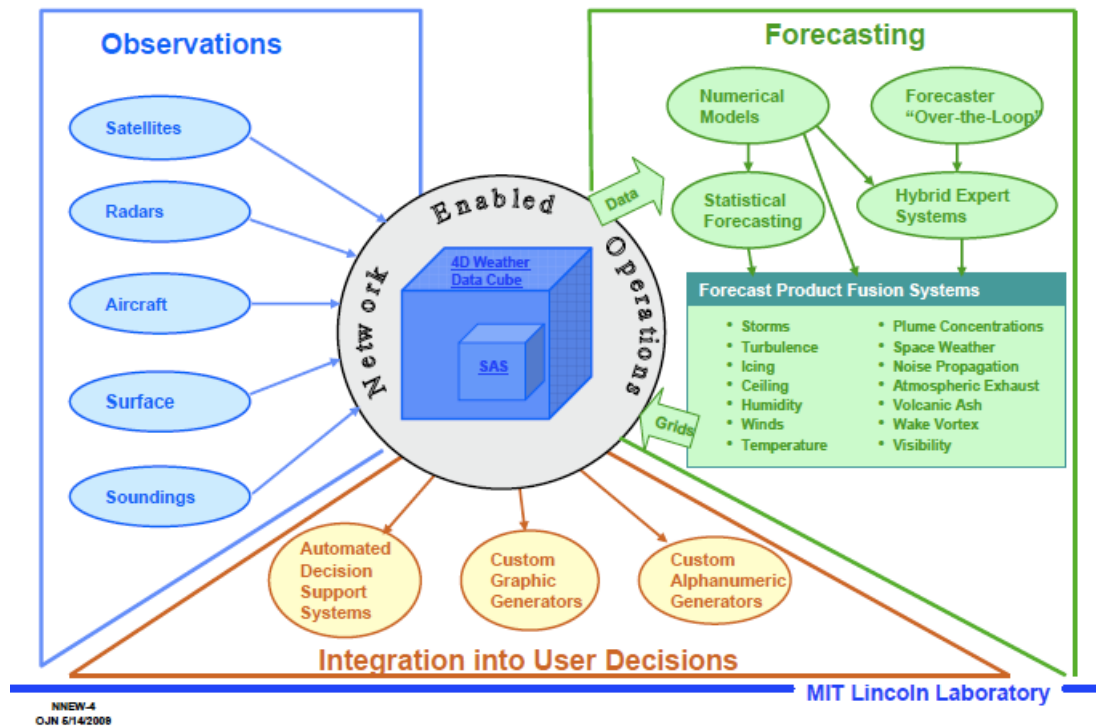 Observations
Satellites
Radars
Aircraft
Surface
Soundings
Network Enabled Operations
4D Weather
Data Cube
SAS
Data
Grids
Forecasting
Numerical
Models
Forecaster
“Over-the-Loop”
Statistical
Forecasting
Hybrid Expert
Systems
Forecast Product Fusion Systems
• Storms
• Turbulence
• Icing
• Ceiling
• Humidity
• Winds
• Temperature
• Plume Concentrations
• Space Weather
• Noise Propagation
• Atmospheric Exhaust
• Volcanic Ash
• Wake Vortex
• Visibility
Automated
Decision
Support
Systems
Custom
Graphic
Generators
Custom
Alphanumeric
Generators
Integration into User Decisions
MIT Lincoln Laboratory
NNEW-4
OJN 5/14/2009